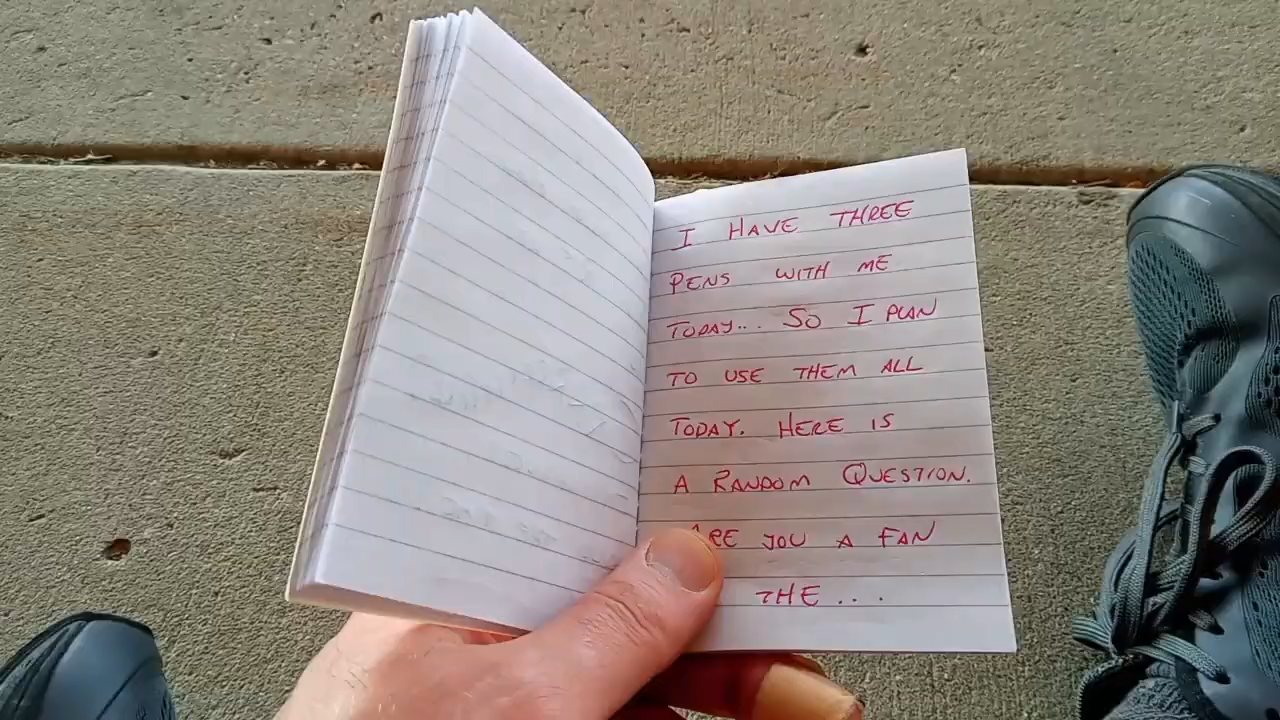 I HAVE THREE
PENS WITH ME
TODAY... SO I PLAN
TO USE THEM ALL
TODAY. HERE IS
A RANDOM QUESTION.
ARE YOU A FAN
THE...